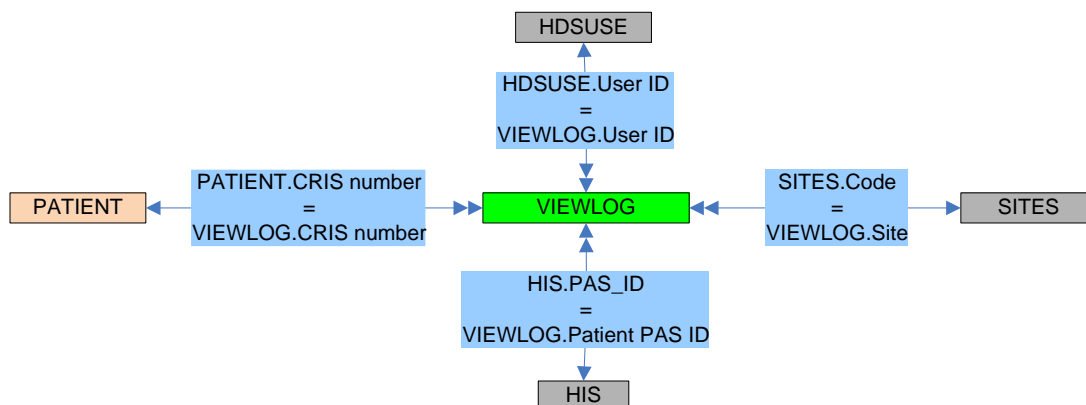 HDSUSE
HDSUSE.User ID
=
VIEWLOG.User ID
PATIENT
PATIENT.CRIS number
=
VIEWLOG.CRIS number
VIEWLOG
SITES.Code
=
VIEWLOG.Site
SITES
HIS.PAS_ID
=
VIEWLOG.Patient PAS ID
HIS